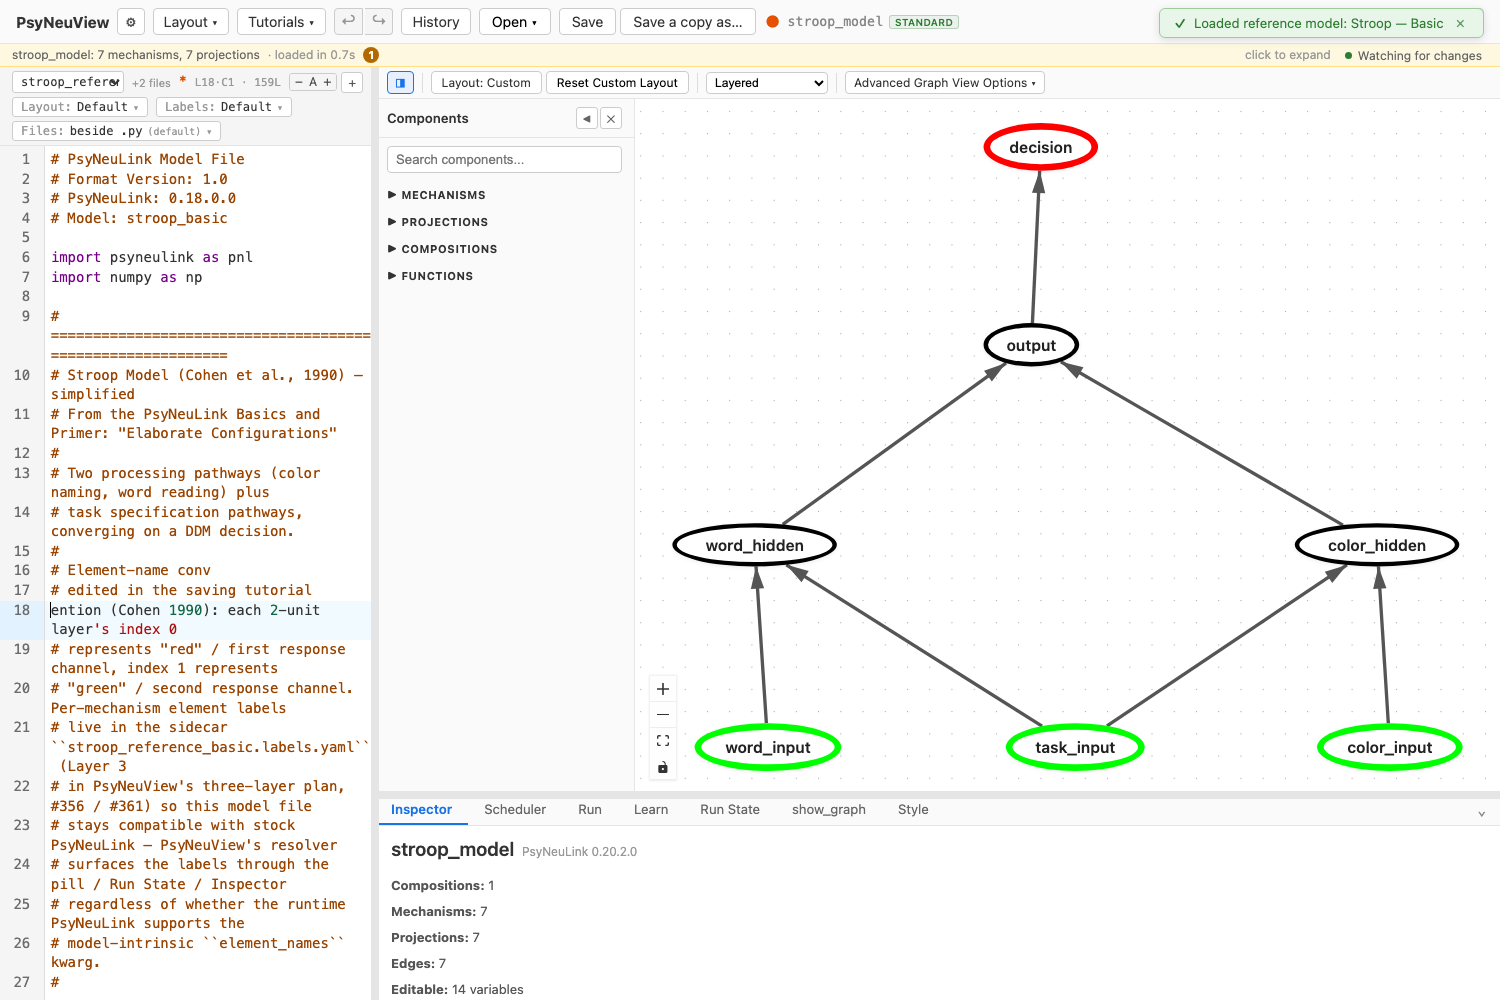 PsyNeuView ⚙ Layout ▾ Tutorials ▾ ↩ ↪ History Open ▾ Save Save a copy as... stroop_model STANDARD
✓ Loaded reference model: Stroop — Basic ×
stroop_model: 7 mechanisms, 7 projections · loaded in 0.7s 1
click to expand Watching for changes
stroop_refere +2 files * L18·C1 · 159L − A + +
Layout: Default ▾ Labels: Default ▾
Files: beside .py (default) ▾
1 # PsyNeuLink Model File
2 # Format Version: 1.0
3 # PsyNeuLink: 0.18.0.0
4 # Model: stroop_basic
5
6 import psyneulink as pnl
7 import numpy as np
8
9 #
======================================
=====================
10 # Stroop Model (Cohen et al., 1990) —
simplified
11 # From the PsyNeuLink Basics and
Primer: "Elaborate Configurations"
12 #
13 # Two processing pathways (color
naming, word reading) plus
14 # task specification pathways,
converging on a DDM decision.
15 #
16 # Element-name conv
17 # edited in the saving tutorial
18 ention (Cohen 1990): each 2-unit
layer's index 0
19 # represents "red" / first response
channel, index 1 represents
20 # "green" / second response channel.
Per-mechanism element labels
21 # live in the sidecar
``stroop_reference_basic.labels.yaml``
(Layer 3
22 # in PsyNeuView's three-layer plan,
#356 / #361) so this model file
23 # stays compatible with stock
PsyNeuLink — PsyNeuView's resolver
24 # surfaces the labels through the
pill / Run State / Inspector
25 # regardless of whether the runtime
PsyNeuLink supports the
26 # model-intrinsic ``element_names``
kwarg.
27 #
Layout: Custom Reset Custom Layout Layered Advanced Graph View Options ▾
Components ◀ ×
Search components...
▶ MECHANISMS
▶ PROJECTIONS
▶ COMPOSITIONS
▶ FUNCTIONS
decision
output
word_hidden
color_hidden
word_input
task_input
color_input
Inspector Scheduler Run Learn Run State show_graph Style
stroop_model PsyNeuLink 0.20.2.0
Compositions: 1
Mechanisms: 7
Projections: 7
Edges: 7
Editable: 14 variables